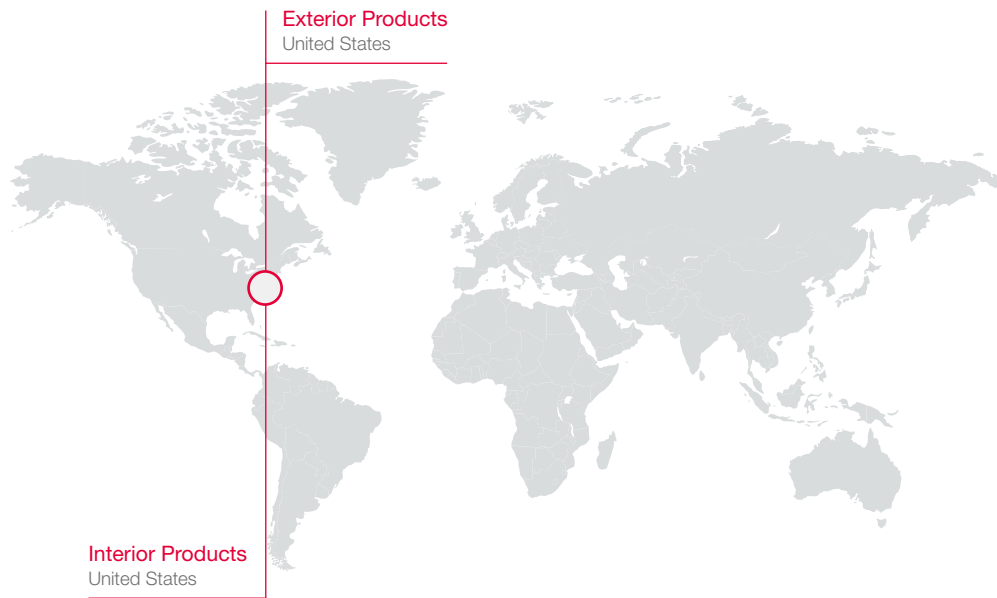 Exterior Products
United States
Interior Products
United States